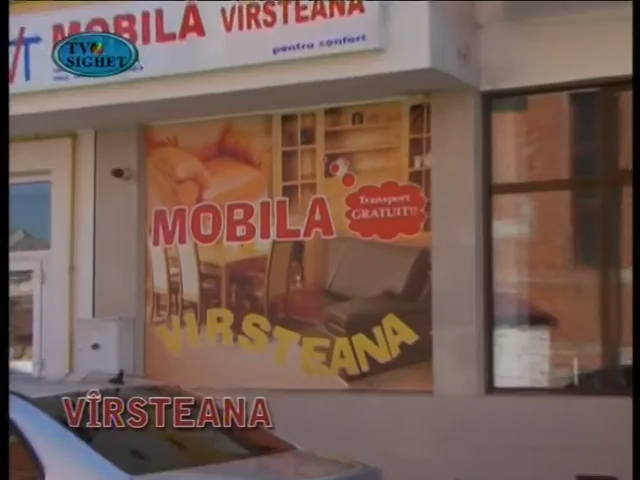 MOBILA VIRSTEANA
pentru confort
TV SIGHET
MOBILA
Transport
GRATUIT!!
VIRSTEANA
VÎRSTEANA